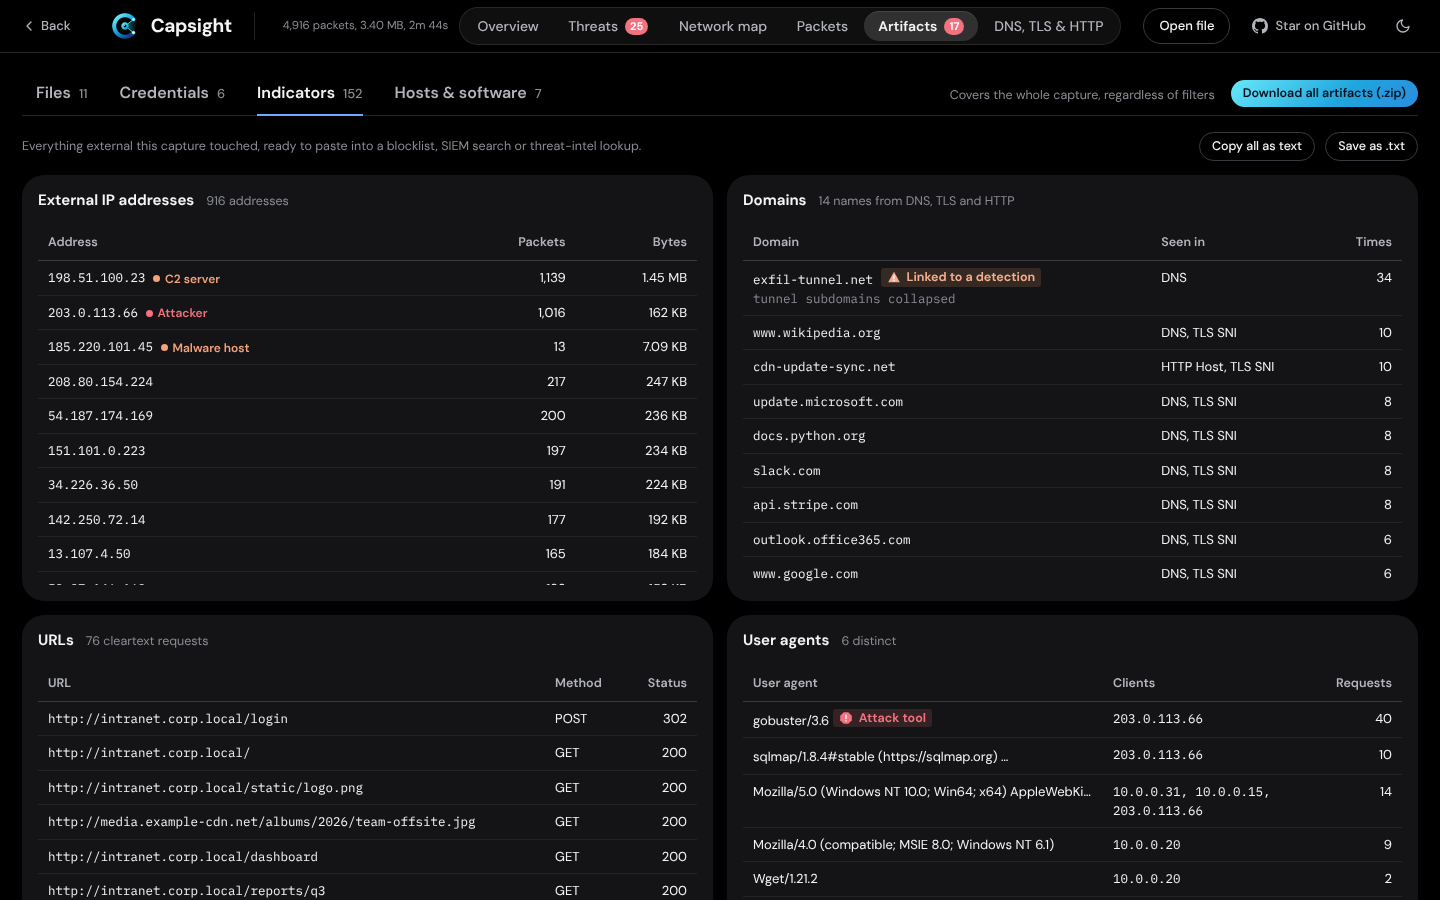 Back
Capsight
4,916 packets, 3.40 MB, 2m 44s
Overview
Threats 25
Network map
Packets
Artifacts 17
DNS, TLS & HTTP
Open file
Star on GitHub
Files 11
Credentials 6
Indicators 152
Hosts & software 7
Covers the whole capture, regardless of filters
Download all artifacts (.zip)
Everything external this capture touched, ready to paste into a blocklist, SIEM search or threat-intel lookup.
Copy all as text
Save as .txt
External IP addresses 916 addresses
Address Packets Bytes
198.51.100.23 C2 server 1,139 1.45 MB
203.0.113.66 Attacker 1,016 162 KB
185.220.101.45 Malware host 13 7.09 KB
208.80.154.224 217 247 KB
54.187.174.169 200 236 KB
151.101.0.223 197 234 KB
34.226.36.50 191 224 KB
142.250.72.14 177 192 KB
13.107.4.50 165 184 KB
Domains 14 names from DNS, TLS and HTTP
Domain Seen in Times
exfil-tunnel.net Linked to a detection DNS 34
tunnel subdomains collapsed
www.wikipedia.org DNS, TLS SNI 10
cdn-update-sync.net HTTP Host, TLS SNI 10
update.microsoft.com DNS, TLS SNI 8
docs.python.org DNS, TLS SNI 8
slack.com DNS, TLS SNI 8
api.stripe.com DNS, TLS SNI 8
outlook.office365.com DNS, TLS SNI 6
www.google.com DNS, TLS SNI 6
URLs 76 cleartext requests
URL Method Status
http://intranet.corp.local/login POST 302
http://intranet.corp.local/ GET 200
http://intranet.corp.local/static/logo.png GET 200
http://media.example-cdn.net/albums/2026/team-offsite.jpg GET 200
http://intranet.corp.local/dashboard GET 200
http://intranet.corp.local/reports/q3 GET 200
User agents 6 distinct
User agent Clients Requests
gobuster/3.6 Attack tool 203.0.113.66 40
sqlmap/1.8.4#stable (https://sqlmap.org) … 203.0.113.66 10
Mozilla/5.0 (Windows NT 10.0; Win64; x64) AppleWebKi… 10.0.0.31, 10.0.0.15, 14
203.0.113.66
Mozilla/4.0 (compatible; MSIE 8.0; Windows NT 6.1) 10.0.0.20 9
Wget/1.21.2 10.0.0.20 2